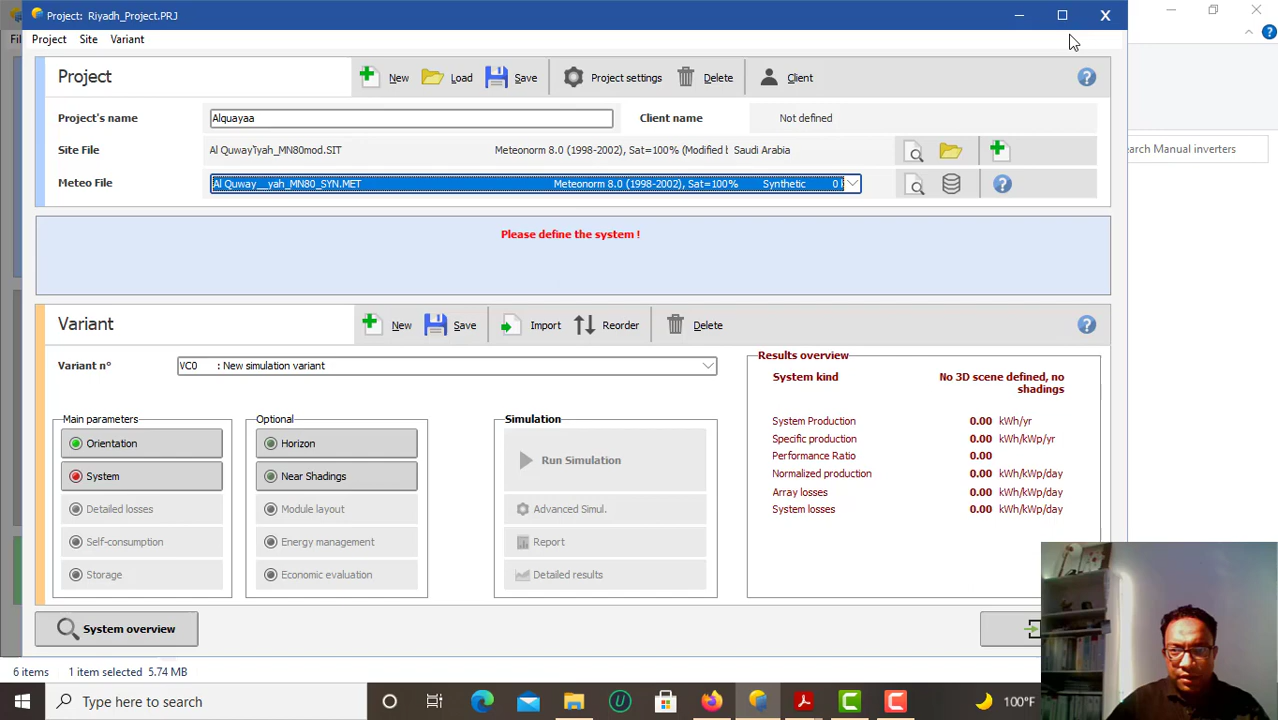 Project: Riyadh_Project.PRJ
Project Site Variant
Project New Load Save Project settings Delete Client
Project's name Alquayaa Client name Not defined
Site File Al Quway'īyah_MN80mod.SIT Meteonorm 8.0 (1998-2002), Sat=100% (Modified b Saudi Arabia
earch Manual inverters
Meteo File Al Quway__yah_MN80_SYN.MET Meteonorm 8.0 (1998-2002), Sat=100% Synthetic 0
Please define the system !
Variant New Save Import Reorder Delete
Variant n° VC0 : New simulation variant
Results overview
System kind No 3D scene defined, no
shadings
System Production 0.00 kWh/yr
Specific production 0.00 kWh/kWp/yr
Performance Ratio 0.00
Normalized production 0.00 kWh/kWp/day
Array losses 0.00 kWh/kWp/day
System losses 0.00 kWh/kWp/day
Main parameters
Orientation
System
Detailed losses
Self-consumption
Storage
Optional
Horizon
Near Shadings
Module layout
Energy management
Economic evaluation
Simulation
Run Simulation
Advanced Simul.
Report
Detailed results
System overview
6 items 1 item selected 5.74 MB
Type here to search
100°F